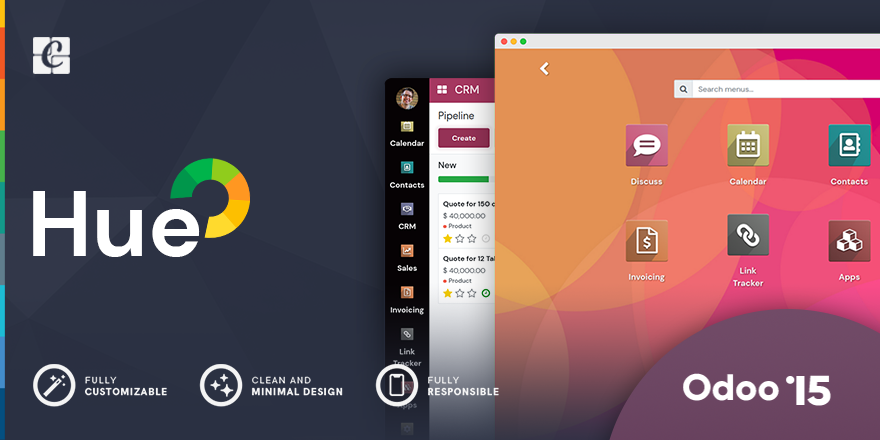 Hue
CRM
Pipeline
Create
New
Quote for 150 c
$ 40,000.00
Product
Quote for 12 Tal
$ 40,000.00
Product
Calendar
Contacts
CRM
Sales
Invoicing
Link
Tracker
Apps
Search menus...
Discuss
Calendar
Contacts
Invoicing
Link
Tracker
Apps
FULLY
CUSTOMIZABLE
CLEAN AND
MINIMAL DESIGN
FULLY
RESPONSIBLE
Odoo '15